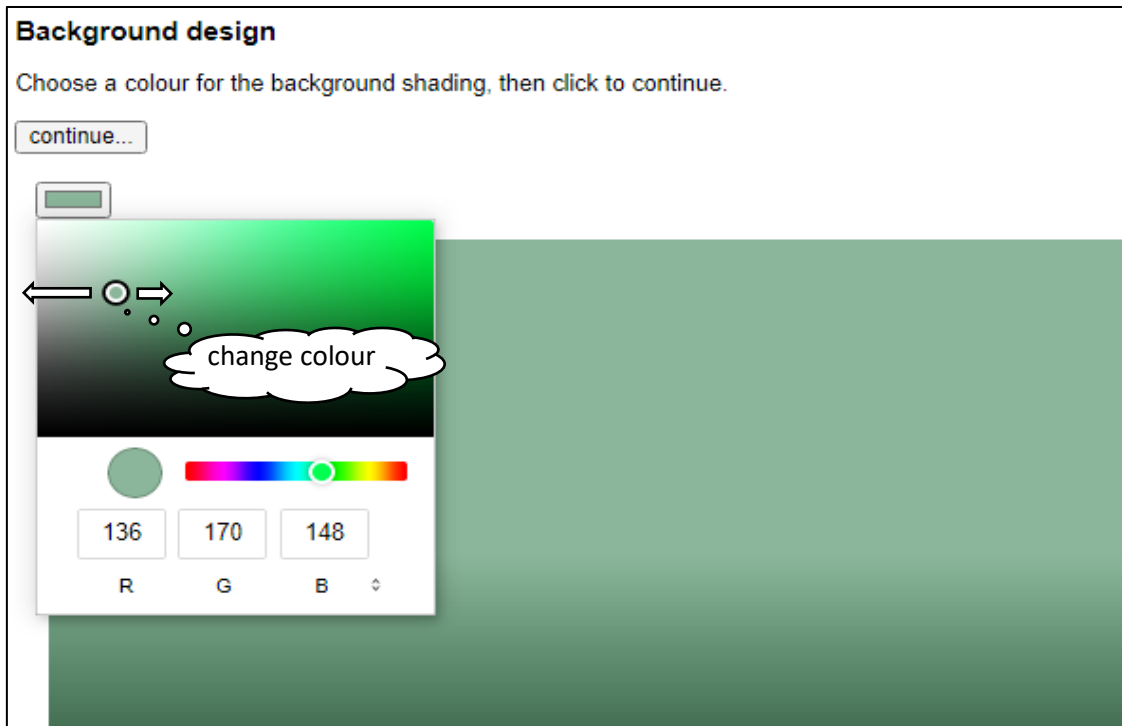 Background design
Choose a colour for the background shading, then click to continue.
continue...
change colour
136 170 148
R G B